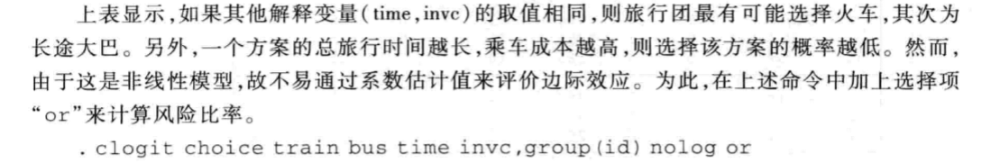 上表显示,如果其他解释变量(time,invc)的取值相同,则旅行团最有可能选择火车,其次为
长途大巴。另外,一个方案的总旅行时间越长,乘车成本越高,则选择该方案的概率越低。然而,
由于这是非线性模型,故不易通过系数估计值来评价边际效应。为此,在上述命令中加上选择项
“or”来计算风险比率。
. clogit choice train bus time invc,group(id) nolog or